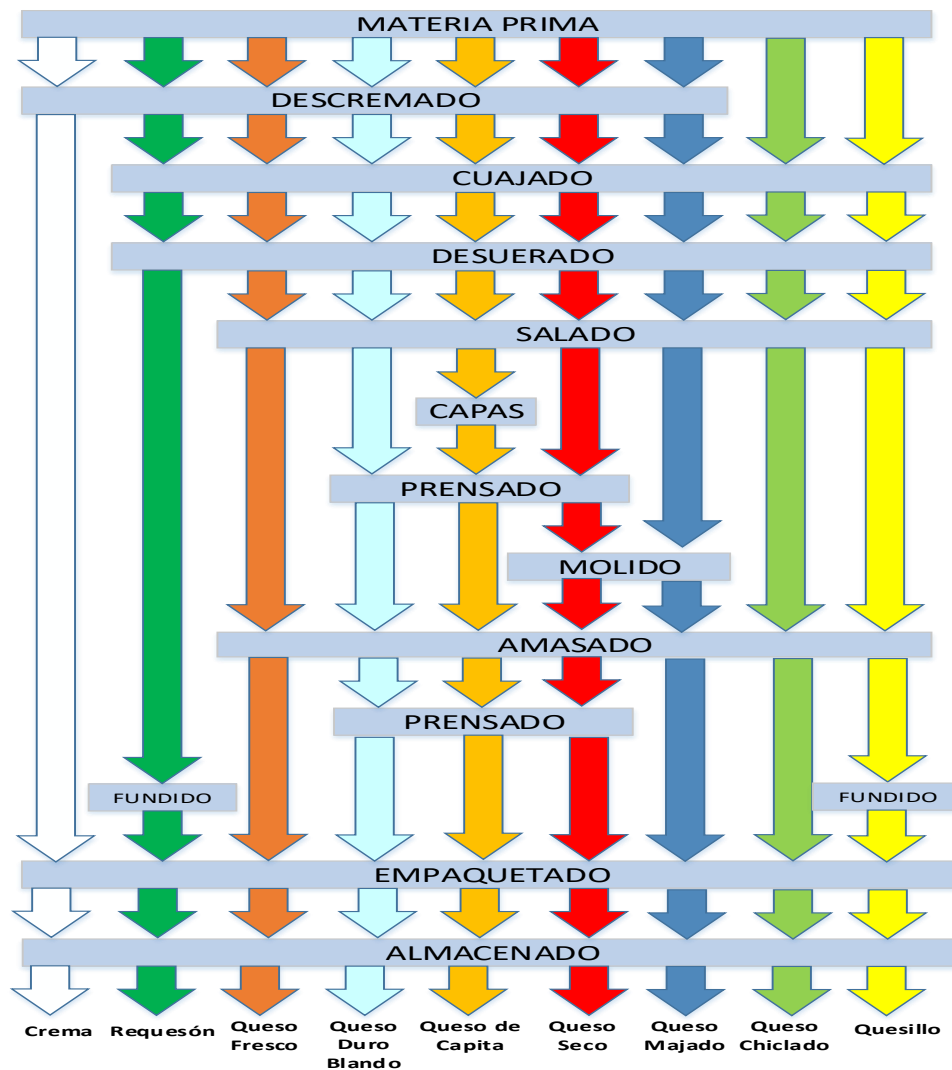 MATERIA PRIMA
DESCREMADO
CUAJADO
DESUERADO
SALADO
CAPAS
PRENSADO
MOLIDO
AMASADO
PRENSADO
FUNDIDO
FUNDIDO
EMPAQUETADO
ALMACENADO
Crema
Requesón
Queso
Fresco
Queso
Duro
Blando
Queso de
Capita
Queso
Seco
Queso
Majado
Queso
Chiclado
Quesillo